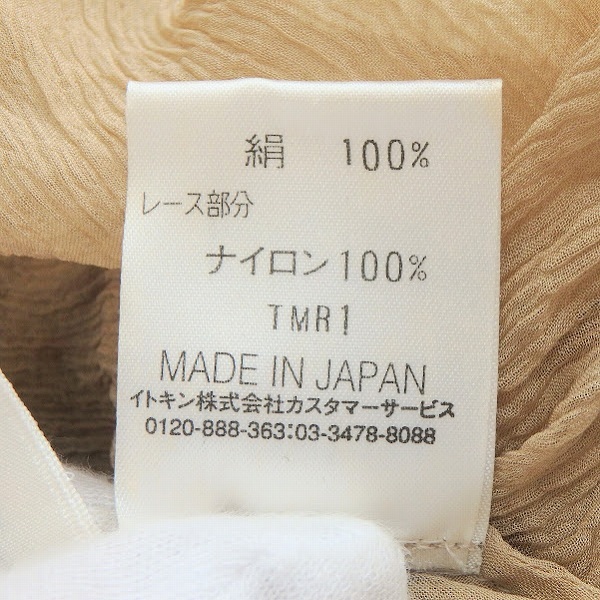 絹 100%
レース部分
ナイロン100%
TMR1
MADE IN JAPAN
イトキン株式会社カスタマーサービス
0120-888-363:03-3478-8088